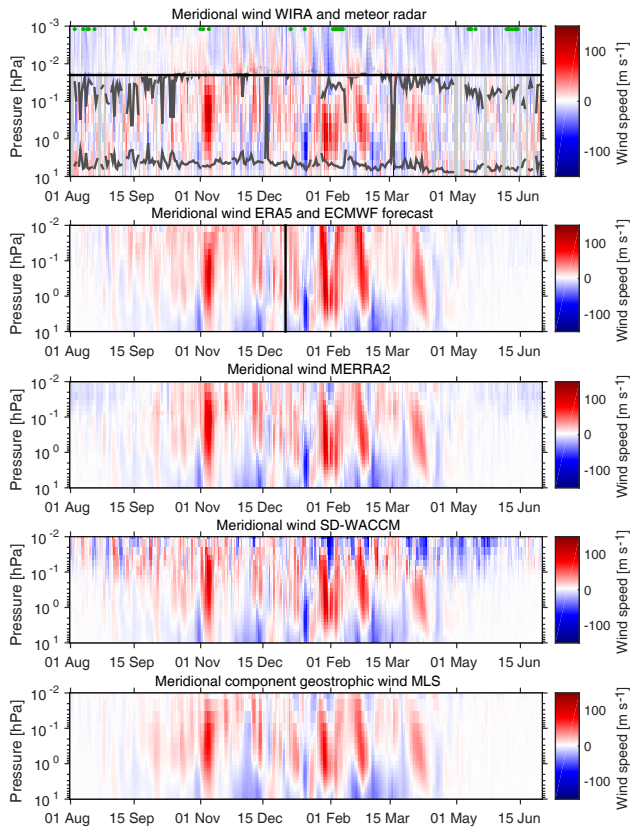 Meridional wind WIRA and meteor radar
Pressure [hPa]
10-3
10-2
10-1
100
101
01 Aug 15 Sep 01 Nov 15 Dec 01 Feb 15 Mar 01 May 15 Jun
100
0
-100
Wind speed [m s-1]
Meridional wind ERA5 and ECMWF forecast
Pressure [hPa]
10-2
10-1
100
101
01 Aug 15 Sep 01 Nov 15 Dec 01 Feb 15 Mar 01 May 15 Jun
100
0
-100
Wind speed [m s-1]
Meridional wind MERRA2
Pressure [hPa]
10-2
10-1
100
101
01 Aug 15 Sep 01 Nov 15 Dec 01 Feb 15 Mar 01 May 15 Jun
100
0
-100
Wind speed [m s-1]
Meridional wind SD-WACCM
Pressure [hPa]
10-2
10-1
100
101
01 Aug 15 Sep 01 Nov 15 Dec 01 Feb 15 Mar 01 May 15 Jun
100
0
-100
Wind speed [m s-1]
Meridional component geostrophic wind MLS
Pressure [hPa]
10-2
10-1
100
101
01 Aug 15 Sep 01 Nov 15 Dec 01 Feb 15 Mar 01 May 15 Jun
100
0
-100
Wind speed [m s-1]